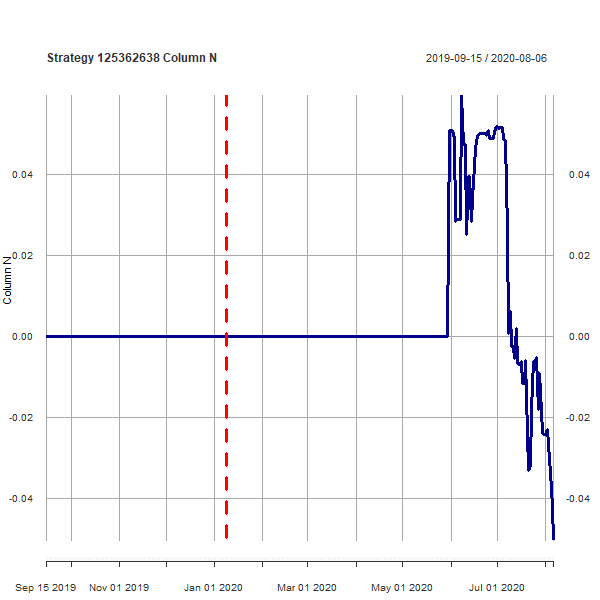 Strategy 125362638 Column N
2019-09-15 / 2020-08-06
Column N
0.04
0.02
0.00
-0.02
-0.04
0.04
0.02
0.00
-0.02
-0.04
Sep 15 2019
Nov 01 2019
Jan 01 2020
Mar 01 2020
May 01 2020
Jul 01 2020